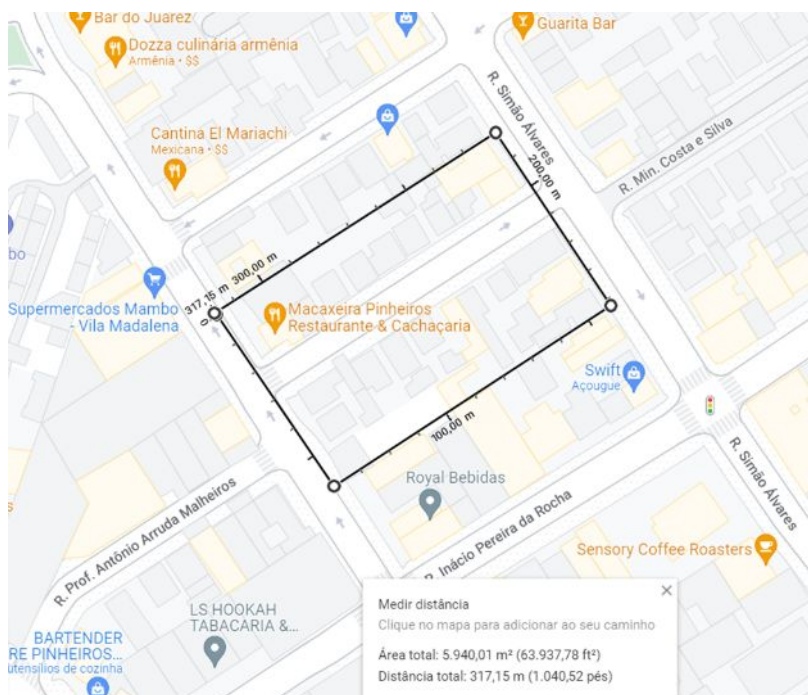 Bar do Juarez
Dozza culinária armênia
Armênia • $$
Guarita Bar
Cantina El Mariachi
Mexicana • $$
R. Simão Álvares
R. Min. Costa e Silva
200,00 m
bo
317,15 m
300,00 m
0
Supermercados Mambo
- Vila Madalena
Macaxeira Pinheiros
Restaurante & Cachaçaria
Swift
Açougue
100,00 m
R. Simão Álvares
Royal Bebidas
R. Prof. Antônio Arruda Malheiros
R. Inácio Pereira da Rocha
Sensory Coffee Roasters
s
LS HOOKAH
TABACARIA &...
BARTENDER
RE PINHEIROS...
utensílios de cozinha
Medir distância
Clique no mapa para adicionar ao seu caminho
Área total: 5.940,01 m² (63.937,78 ft²)
Distância total: 317,15 m (1.040,52 pés)